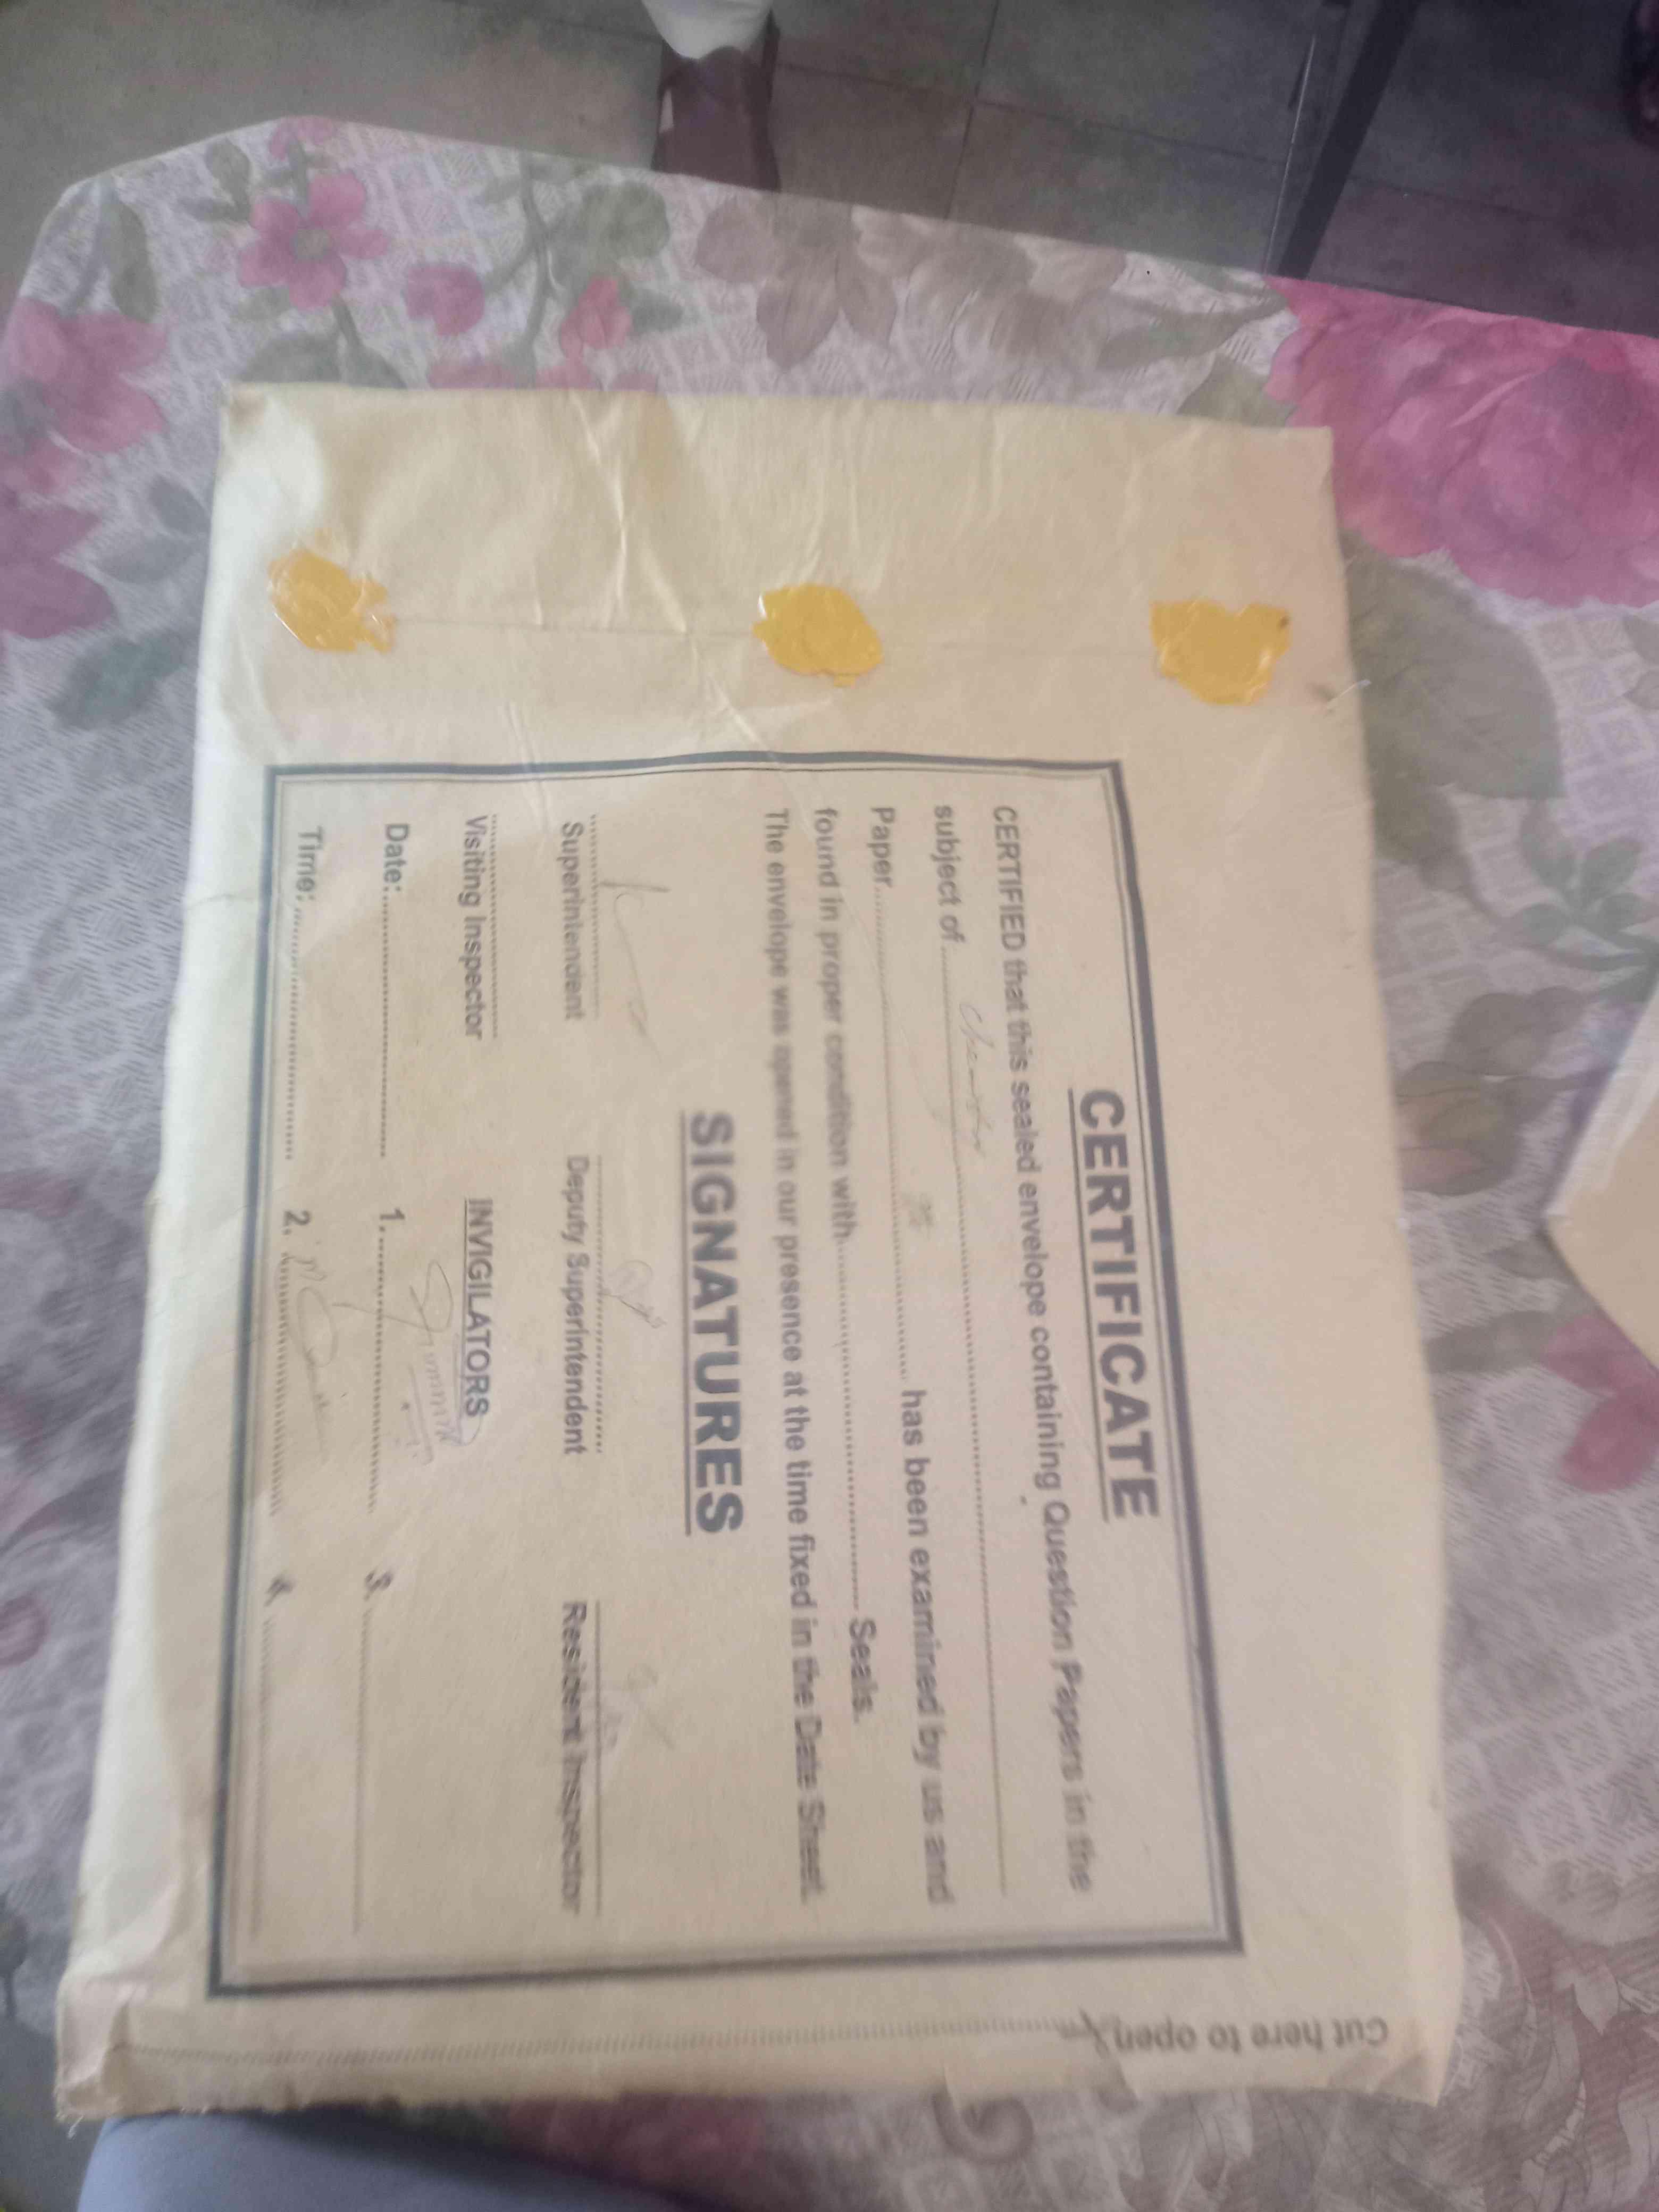 CERTIFICATE
CERTIFIED that this sealed envelope containing Question Papers in the
subject of
Paper has been examined by us and
found in proper condition with Seals.
The envelope was opened in our presence at the time fixed in the Date Sheet.
SIGNATURES
Superintendent Deputy Superintendent Resident Inspector
Visiting Inspector INVIGILATORS
Date: 1. 3.
Time: 2. 4.
Cut here to open